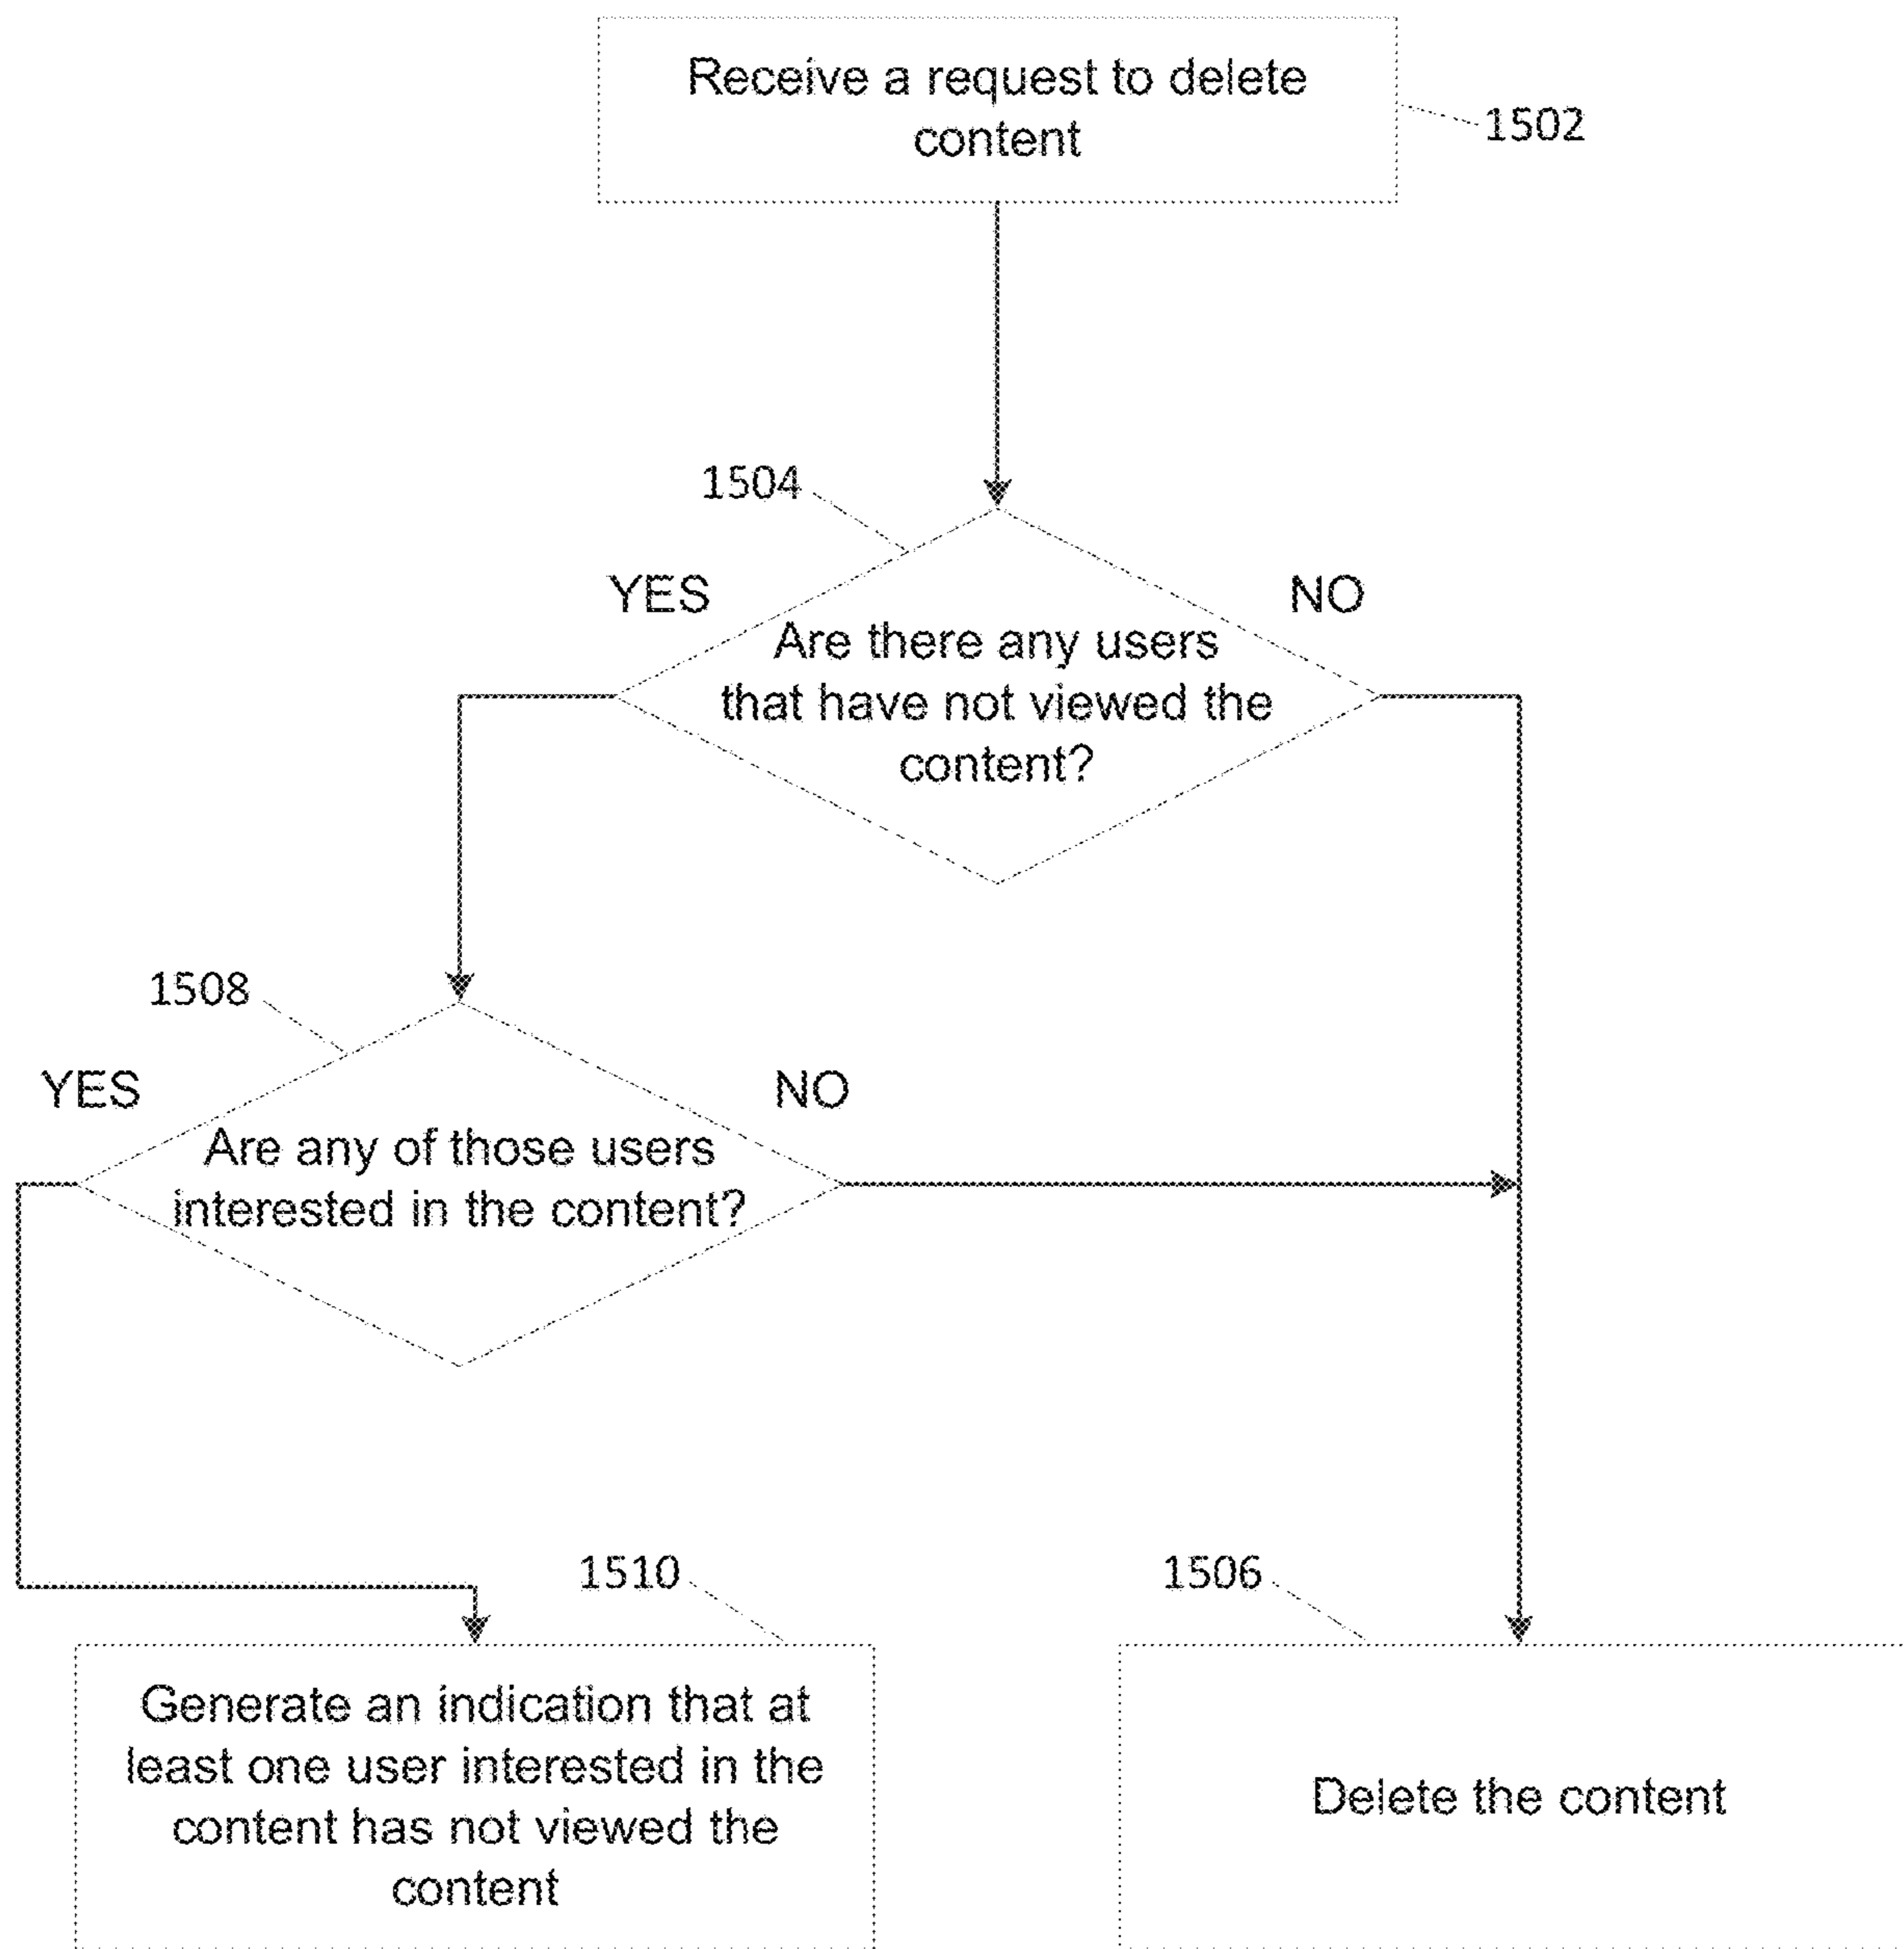 Receive a request to delete
content
1502
1504
YES
NO
Are there any users
that have not viewed the
content?
1508
YES
NO
Are any of those users
interested in the content?
1510
1506
Generate an indication that at
least one user interested in the
content has not viewed the
content
Delete the content